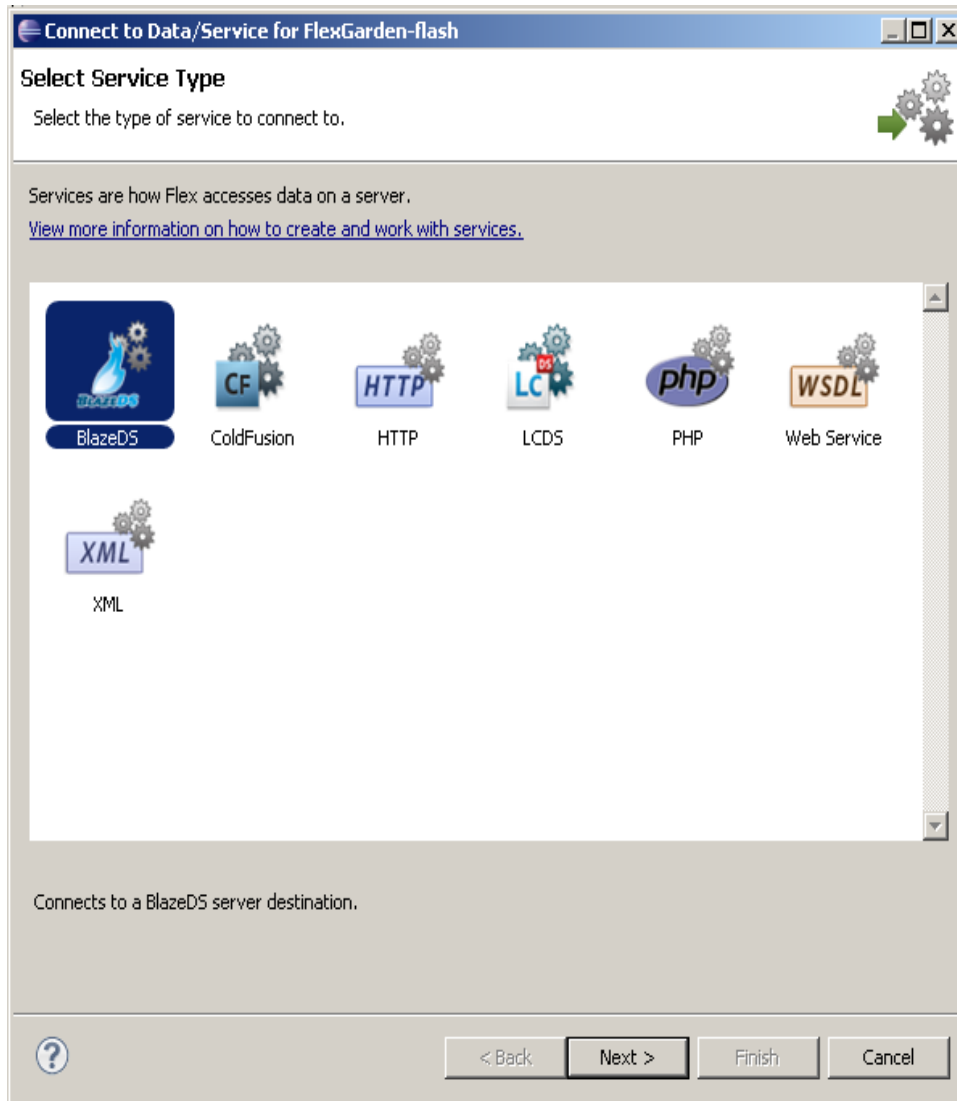 Connect to Data/Service for FlexGarden-flash
Select Service Type
Select the type of service to connect to.
Services are how Flex accesses data on a server.
View more information on how to create and work with services.
BLAZEDS CF HTTP LC DS php WSDL
BlazeDS ColdFusion HTTP LCDS PHP Web Service
XML
XML
Connects to a BlazeDS server destination.
? < Back Next > Finish Cancel